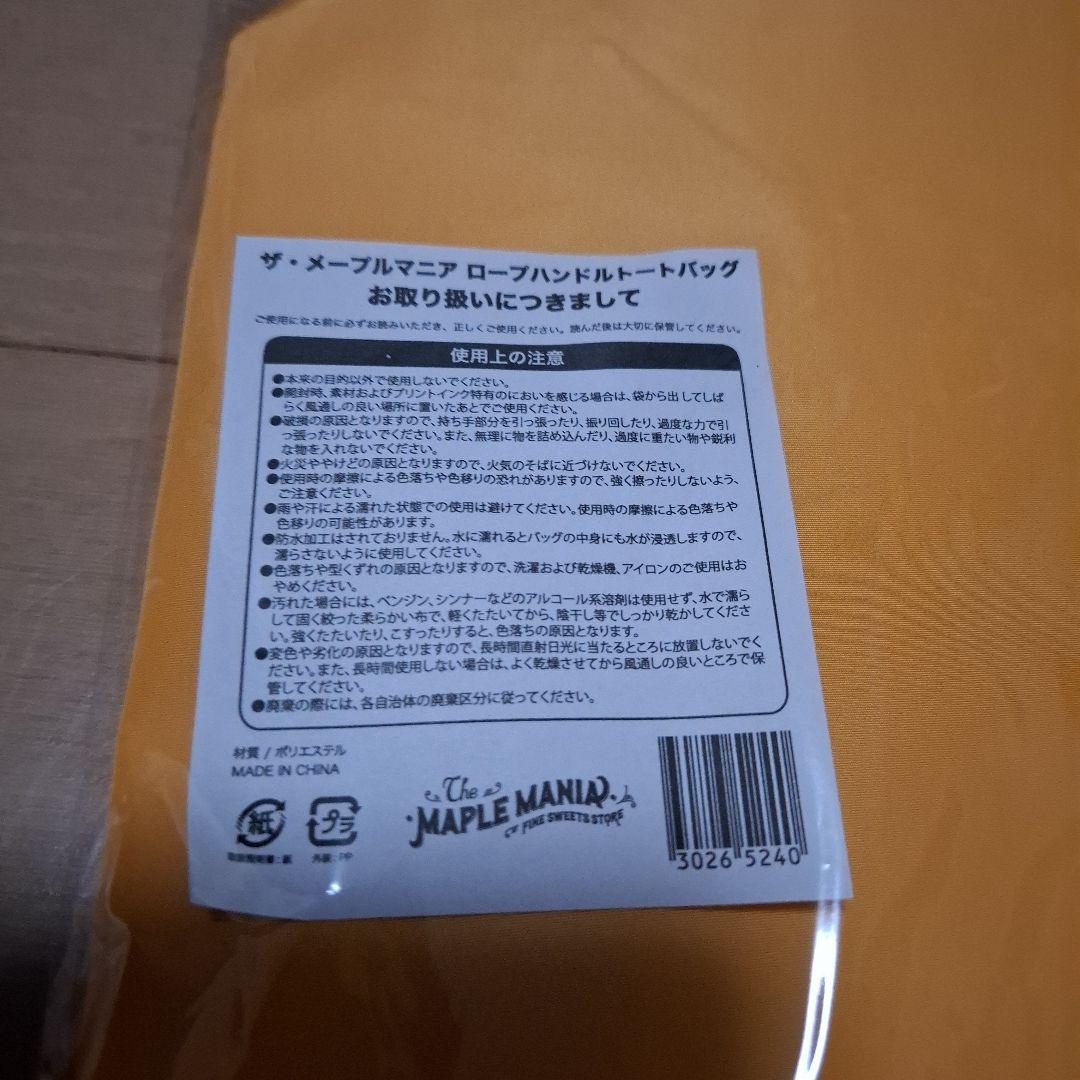 ザ・メープルマニア ロープハンドルトートバッグ
お取り扱いにつきまして
ご使用になる前に必ずお読みいただき、正しくご使用ください。読んだ後は大切に保管してください。
使用上の注意
●本来の目的以外で使用しないでください。
●開封時、素材およびプリントインク特有のにおいを感じる場合は、袋から出してしば
らく風通しの良い場所に置いたあとでご使用ください。
●破損の原因となりますので、持ち手部分を引っ張ったり、振り回したり、過度な力で引
っ張ったりしないでください。また、無理に物を詰め込んだり、過度に重たい物や鋭利
な物を入れないでください。
●火災ややけどの原因となりますので、火気のそばに近づけないでください。
●使用時の摩擦による色落ちや色移りの恐れがありますので、強く擦ったりしないよう、
ご注意ください。
●雨や汗による濡れた状態での使用は避けてください。使用時の摩擦による色落ちや
色移りの可能性があります。
●防水加工はされておりません。水に濡れるとバッグの中身にも水が浸透しますので、
濡らさないように使用してください。
●色落ちや型くずれの原因となりますので、洗濯および乾燥機、アイロンのご使用はお
やめください。
●汚れた場合には、ベンジン、シンナーなどのアルコール系溶剤は使用せず、水で濡ら
して固く絞った柔らかい布で、軽くたたいてから、陰干し等でしっかり乾かしてくださ
い。強くたたいたり、こすったりすると、色落ちの原因となります。
●変色や劣化の原因となりますので、長時間直射日光に当たるところに放置しないでく
ださい。また、長時間使用しない場合は、よく乾燥させてから風通しの良いところで保
管してください。
●廃棄の際には、各自治体の廃棄区分に従ってください。
材質 / ポリエステル
MADE IN CHINA
紙 プラ
取扱説明書:紙 外装:PP
The
MAPLE MANIA
FINE SWEETS STORE
3026 5240